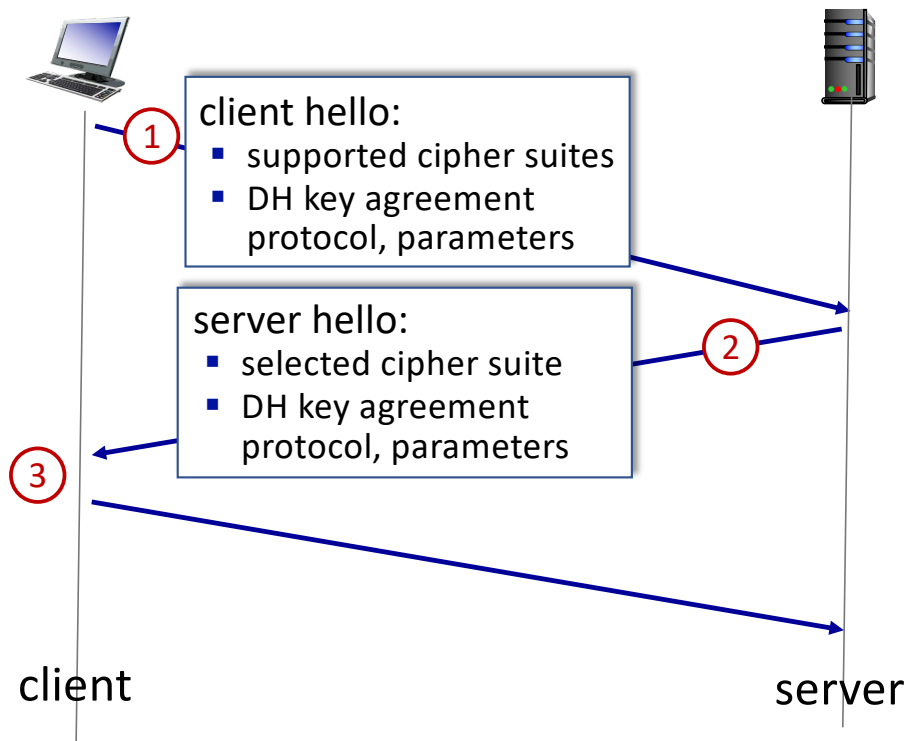 1
client hello:
▪ supported cipher suites
▪ DH key agreement
protocol, parameters
server hello:
▪ selected cipher suite
▪ DH key agreement
protocol, parameters
2
3
client
server